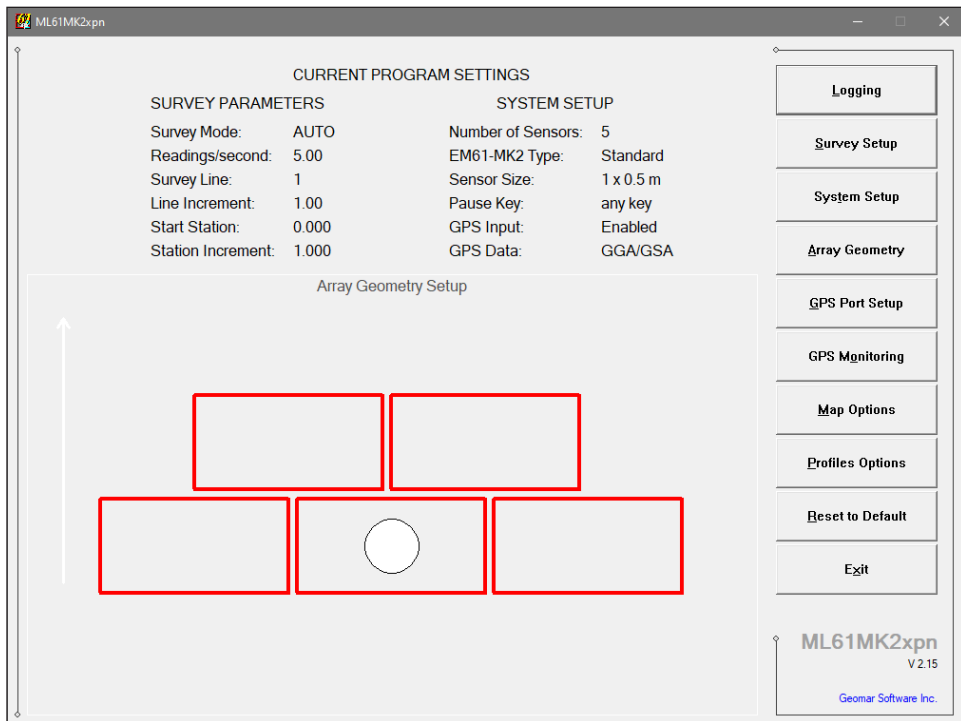 ML61MK2xpn
CURRENT PROGRAM SETTINGS
SURVEY PARAMETERS
Survey Mode: AUTO
Readings/second: 5.00
Survey Line: 1
Line Increment: 1.00
Start Station: 0.000
Station Increment: 1.000
SYSTEM SETUP
Number of Sensors: 5
EM61-MK2 Type: Standard
Sensor Size: 1 x 0.5 m
Pause Key: any key
GPS Input: Enabled
GPS Data: GGA/GSA
Array Geometry Setup
Logging
Survey Setup
System Setup
Array Geometry
GPS Port Setup
GPS Monitoring
Map Options
Profiles Options
Reset to Default
Exit
ML61MK2xpn
V 2.15
Geomar Software Inc.